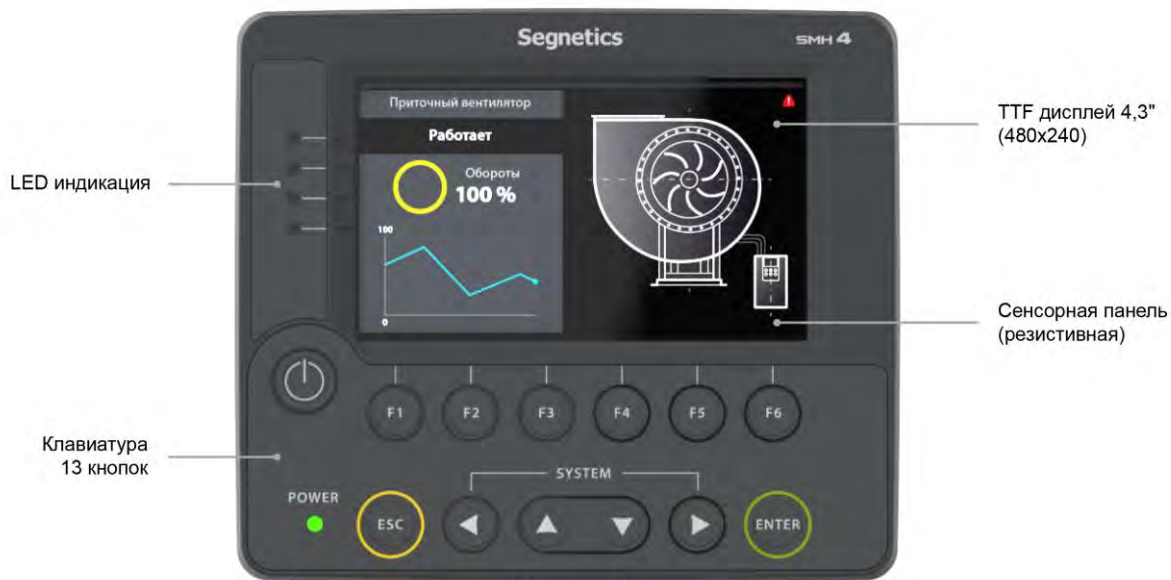 Segnetics
SMH 4
Приточный вентилятор
Работает
Обороты
100 %
100
0
LED индикация
TTF дисплей 4,3"
(480x240)
Сенсорная панель
(резистивная)
Клавиатура
13 кнопок
F1
F2
F3
F4
F5
F6
SYSTEM
POWER
ESC
ENTER